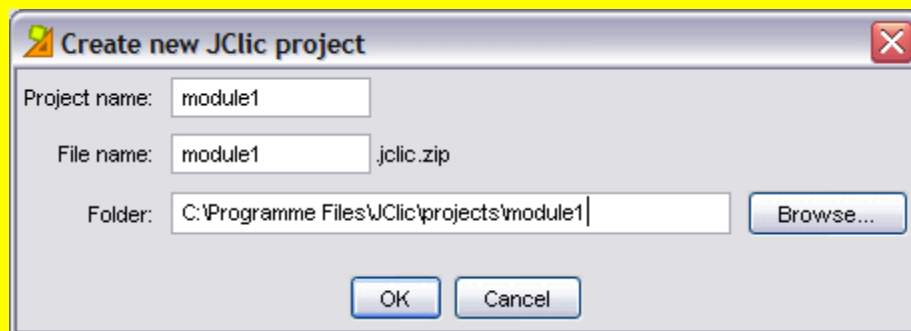 Create new JClic project
Project name: module1
File name: module1 .jclic.zip
Folder: C:\Programme Files\JClic\projects\module1 Browse...
OK Cancel